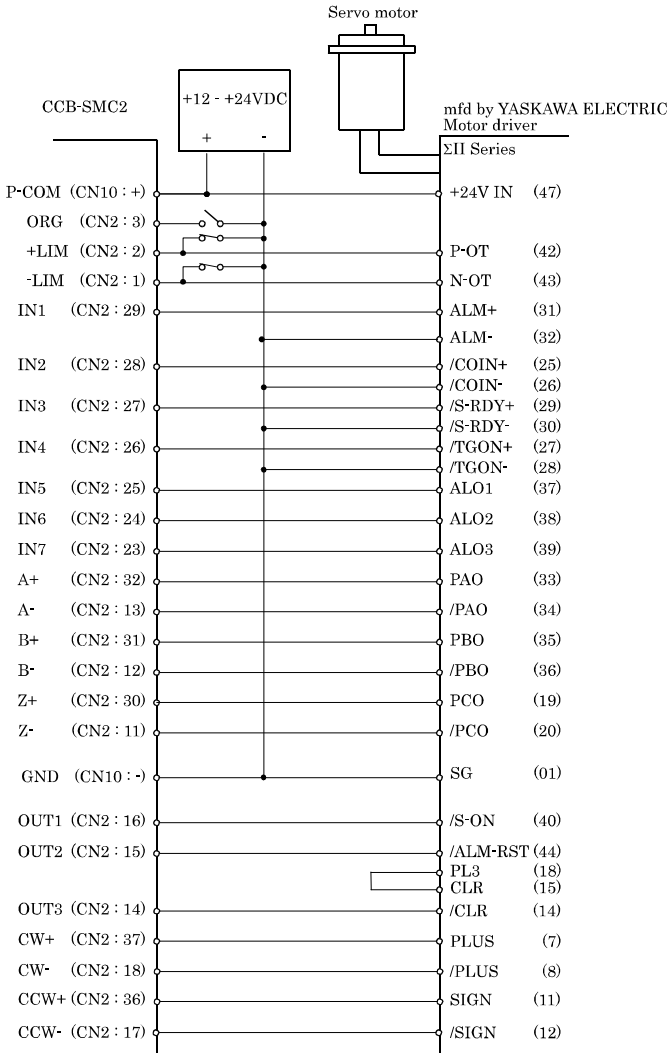 Servo motor
CCB-SMC2
+12 - +24VDC
+ -
mfd by YASKAWA ELECTRIC
Motor driver
ΣII Series
P-COM (CN10 : +) +24V IN (47)
ORG (CN2 : 3)
+LIM (CN2 : 2) P-OT (42)
-LIM (CN2 : 1) N-OT (43)
IN1 (CN2 : 29) ALM+ (31)
ALM- (32)
IN2 (CN2 : 28) /COIN+ (25)
/COIN- (26)
IN3 (CN2 : 27) /S-RDY+ (29)
/S-RDY- (30)
IN4 (CN2 : 26) /TGON+ (27)
/TGON- (28)
IN5 (CN2 : 25) ALO1 (37)
IN6 (CN2 : 24) ALO2 (38)
IN7 (CN2 : 23) ALO3 (39)
A+ (CN2 : 32) PAO (33)
A- (CN2 : 13) /PAO (34)
B+ (CN2 : 31) PBO (35)
B- (CN2 : 12) /PBO (36)
Z+ (CN2 : 30) PCO (19)
Z- (CN2 : 11) /PCO (20)
GND (CN10 : -) SG (01)
OUT1 (CN2 : 16) /S-ON (40)
OUT2 (CN2 : 15) /ALM-RST (44)
PL3 (18)
CLR (15)
OUT3 (CN2 : 14) /CLR (14)
CW+ (CN2 : 37) PLUS (7)
CW- (CN2 : 18) /PLUS (8)
CCW+ (CN2 : 36) SIGN (11)
CCW- (CN2 : 17) /SIGN (12)